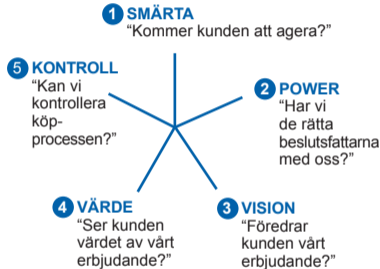 1 SMÄRTA
"Kommer kunden att agera?"
2 POWER
"Har vi
de rätta
beslutsfattarna
med oss?"
3 VISION
"Föredrar
kunden vårt
erbjudande?"
4 VÄRDE
"Ser kunden
värdet av vårt
erbjudande?"
5 KONTROLL
"Kan vi
kontrollera
köp-
processen?"